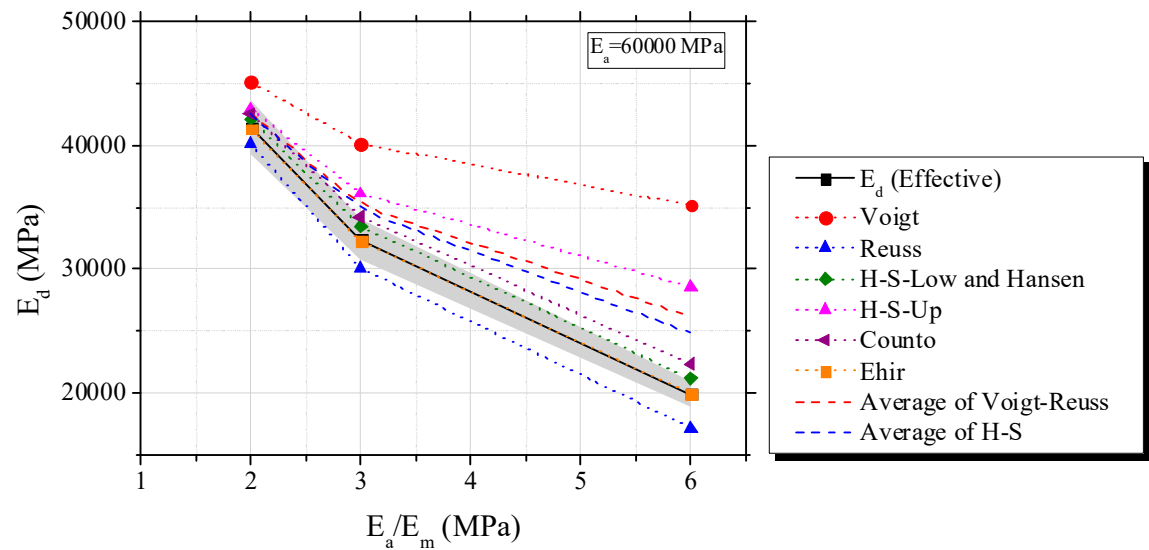 50000
40000
30000
20000
E_d (MPa)
E_a=60000 MPa
1 2 3 4 5 6
E_a/E_m (MPa)
E_d (Effective)
Voigt
Reuss
H-S-Low and Hansen
H-S-Up
Counto
Ehir
Average of Voigt-Reuss
Average of H-S